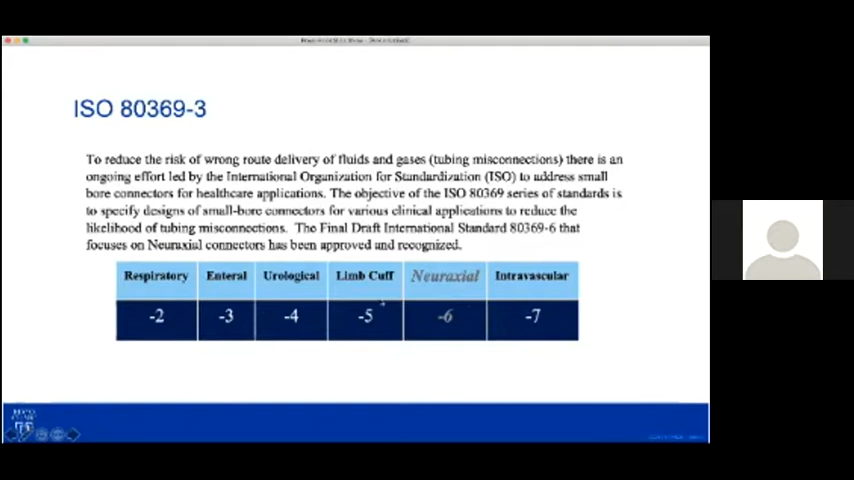 ISO 80369-3
To reduce the risk of wrong route delivery of fluids and gases (tubing misconnections) there is an
ongoing effort led by the International Organization for Standardization (ISO) to address small
bore connectors for healthcare applications. The objective of the ISO 80369 series of standards is
to specify designs of small-bore connectors for various clinical applications to reduce the
likelihood of tubing misconnections. The Final Draft International Standard 80369-6 that
focuses on Neuraxial connectors has been approved and recognized.
Respiratory Enteral Urological Limb Cuff Neuraxial Intravascular
-2 -3 -4 -5 -6 -7